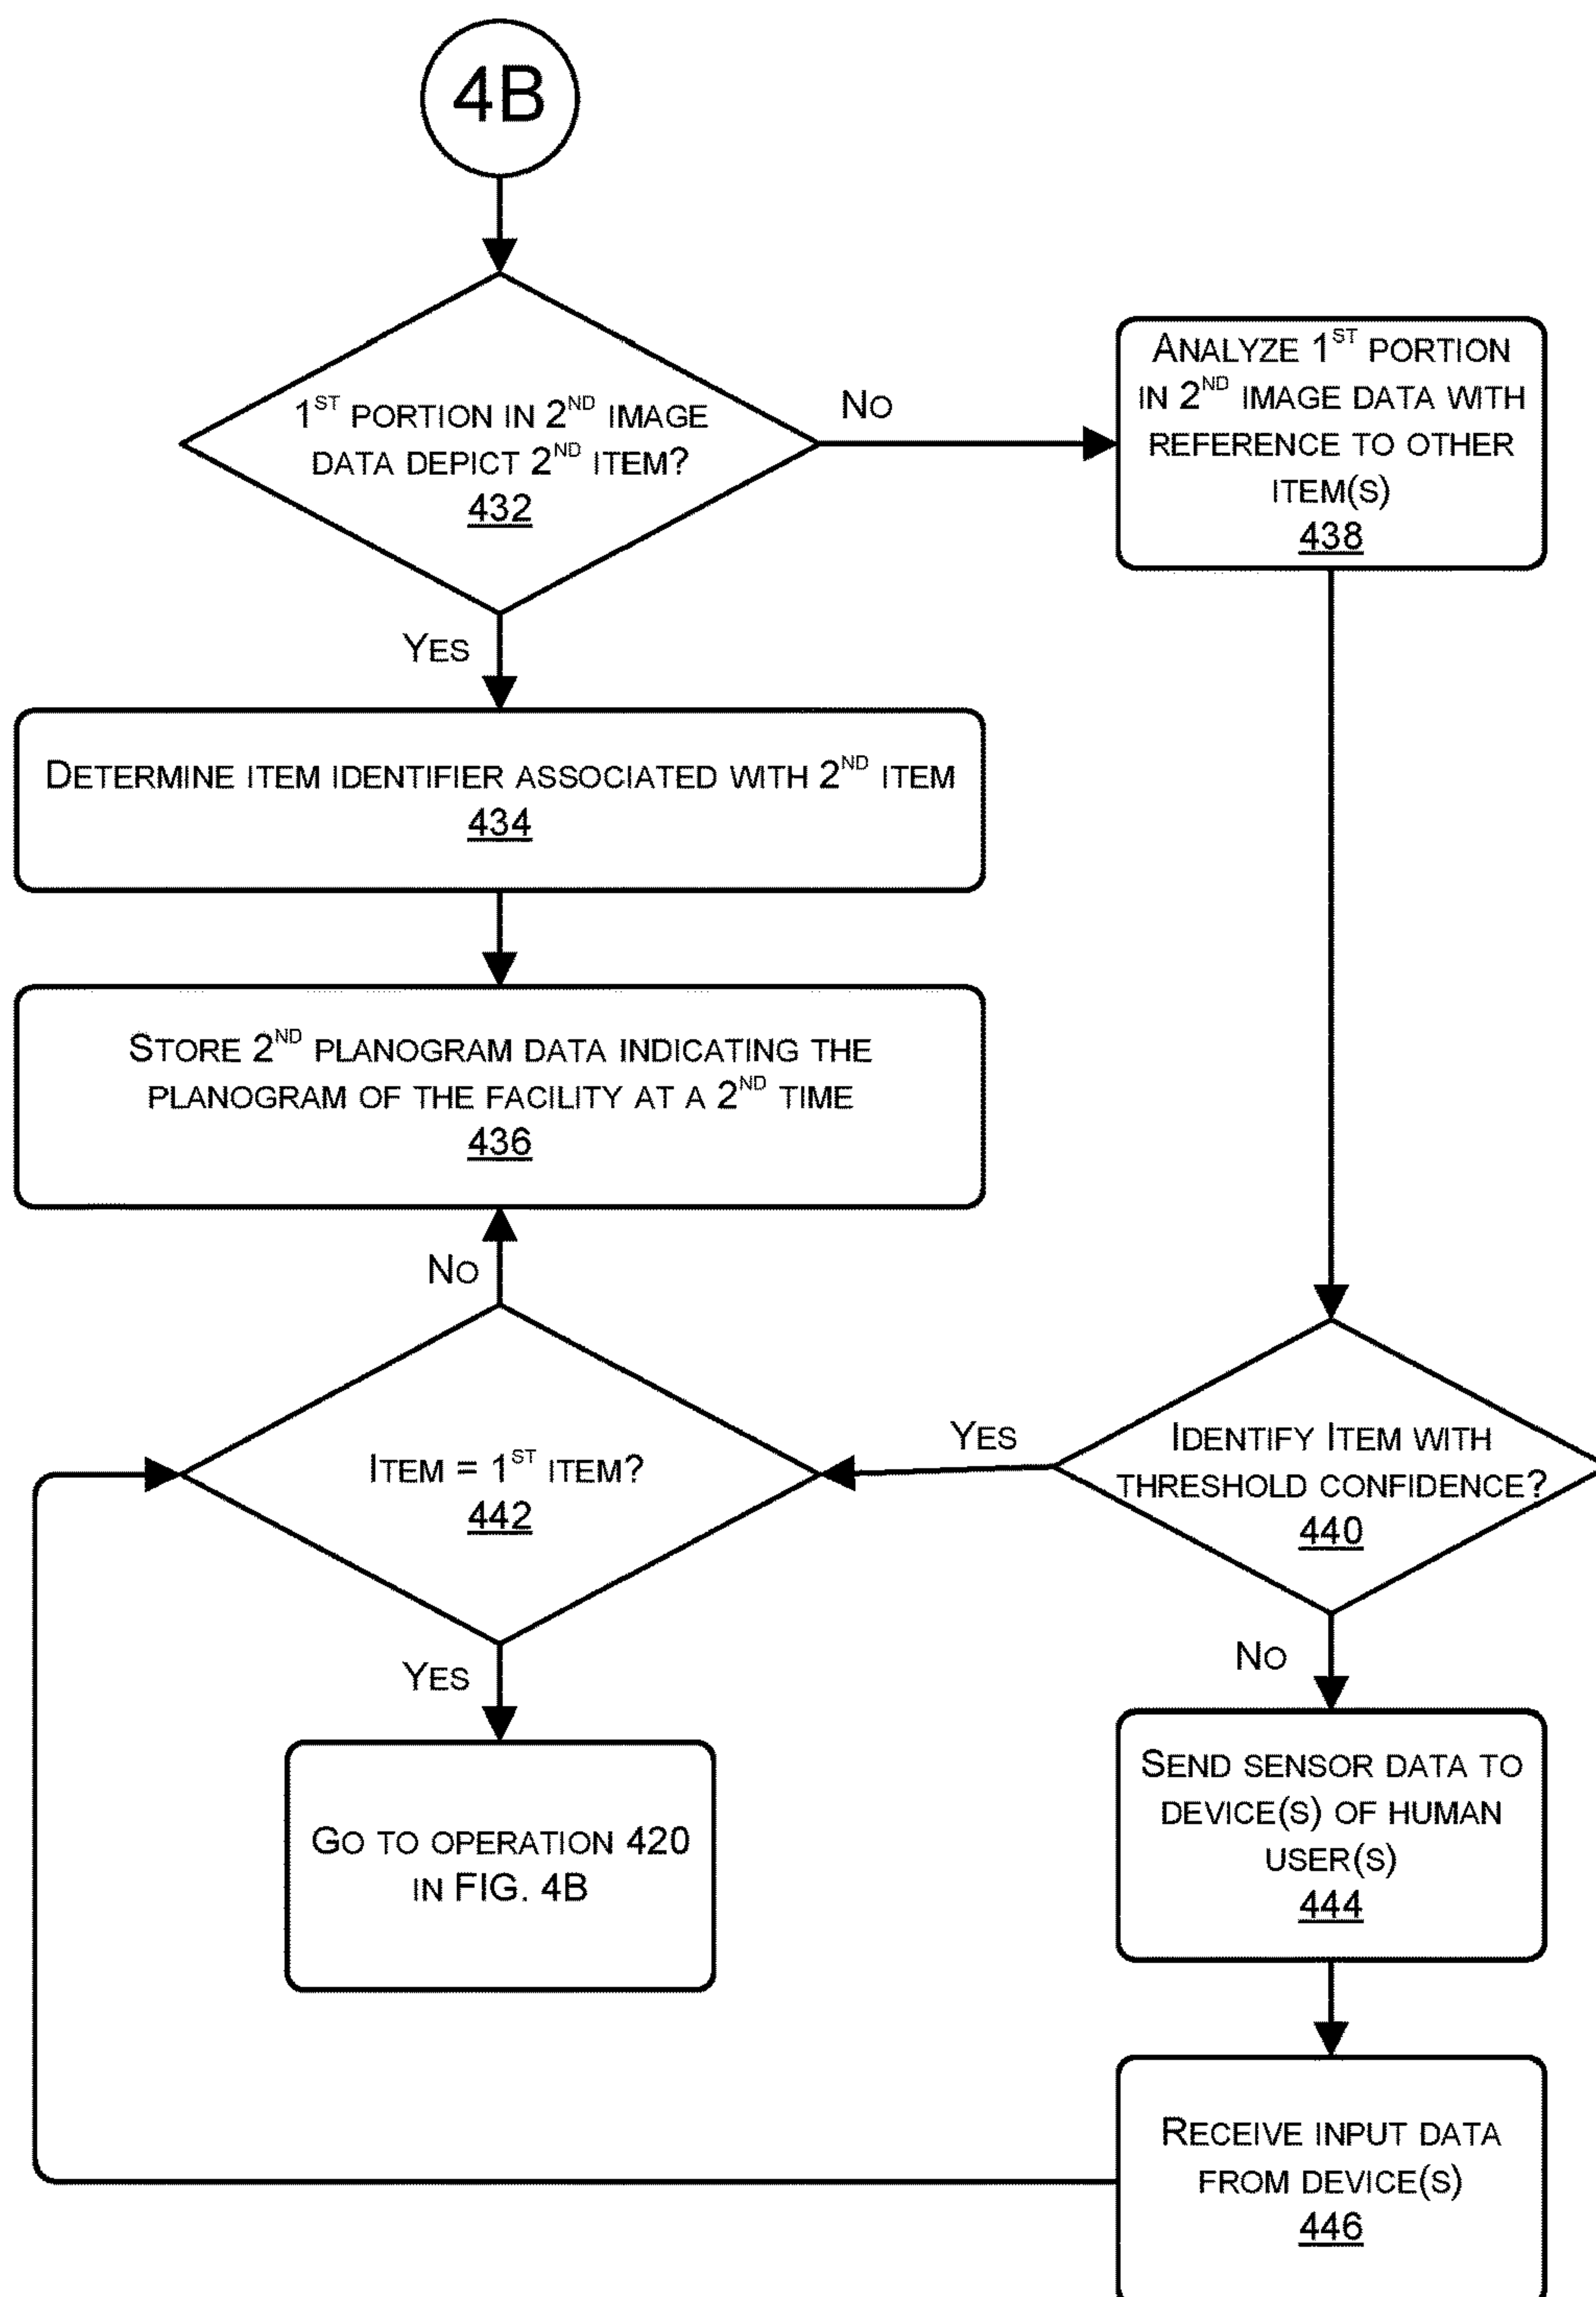 4B
1ST PORTION IN 2ND IMAGE
DATA DEPICT 2ND ITEM?
432
NO
ANALYZE 1ST PORTION
IN 2ND IMAGE DATA WITH
REFERENCE TO OTHER
ITEM(S)
438
YES
DETERMINE ITEM IDENTIFIER ASSOCIATED WITH 2ND ITEM
434
STORE 2ND PLANOGRAM DATA INDICATING THE
PLANOGRAM OF THE FACILITY AT A 2ND TIME
436
NO
ITEM = 1ST ITEM?
442
YES
IDENTIFY ITEM WITH
THRESHOLD CONFIDENCE?
440
YES
GO TO OPERATION 420
IN FIG. 4B
NO
SEND SENSOR DATA TO
DEVICE(S) OF HUMAN
USER(S)
444
RECEIVE INPUT DATA
FROM DEVICE(S)
446